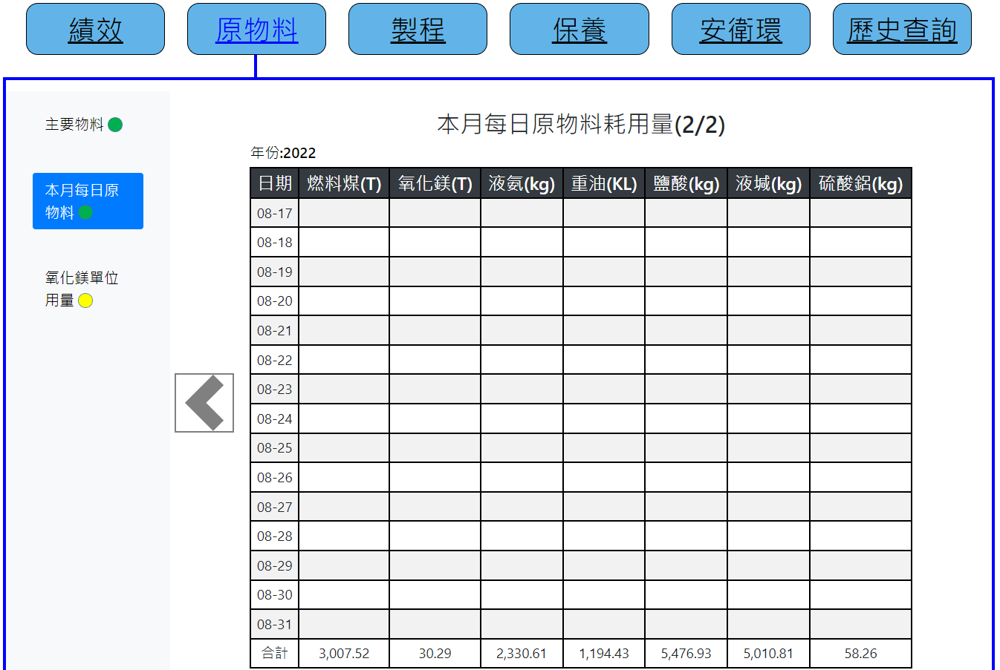 績效 原物料 製程 保養 安衛環 歷史查詢
主要物料
本月每日原
物料
氧化鎂單位
用量
本月每日原物料耗用量(2/2)
年份:2022
日期 燃料煤(T) 氧化鎂(T) 液氨(kg) 重油(KL) 鹽酸(kg) 液堿(kg) 硫酸鋁(kg)
08-17
08-18
08-19
08-20
08-21
08-22
08-23
08-24
08-25
08-26
08-27
08-28
08-29
08-30
08-31
合計 3,007.52 30.29 2,330.61 1,194.43 5,476.93 5,010.81 58.26